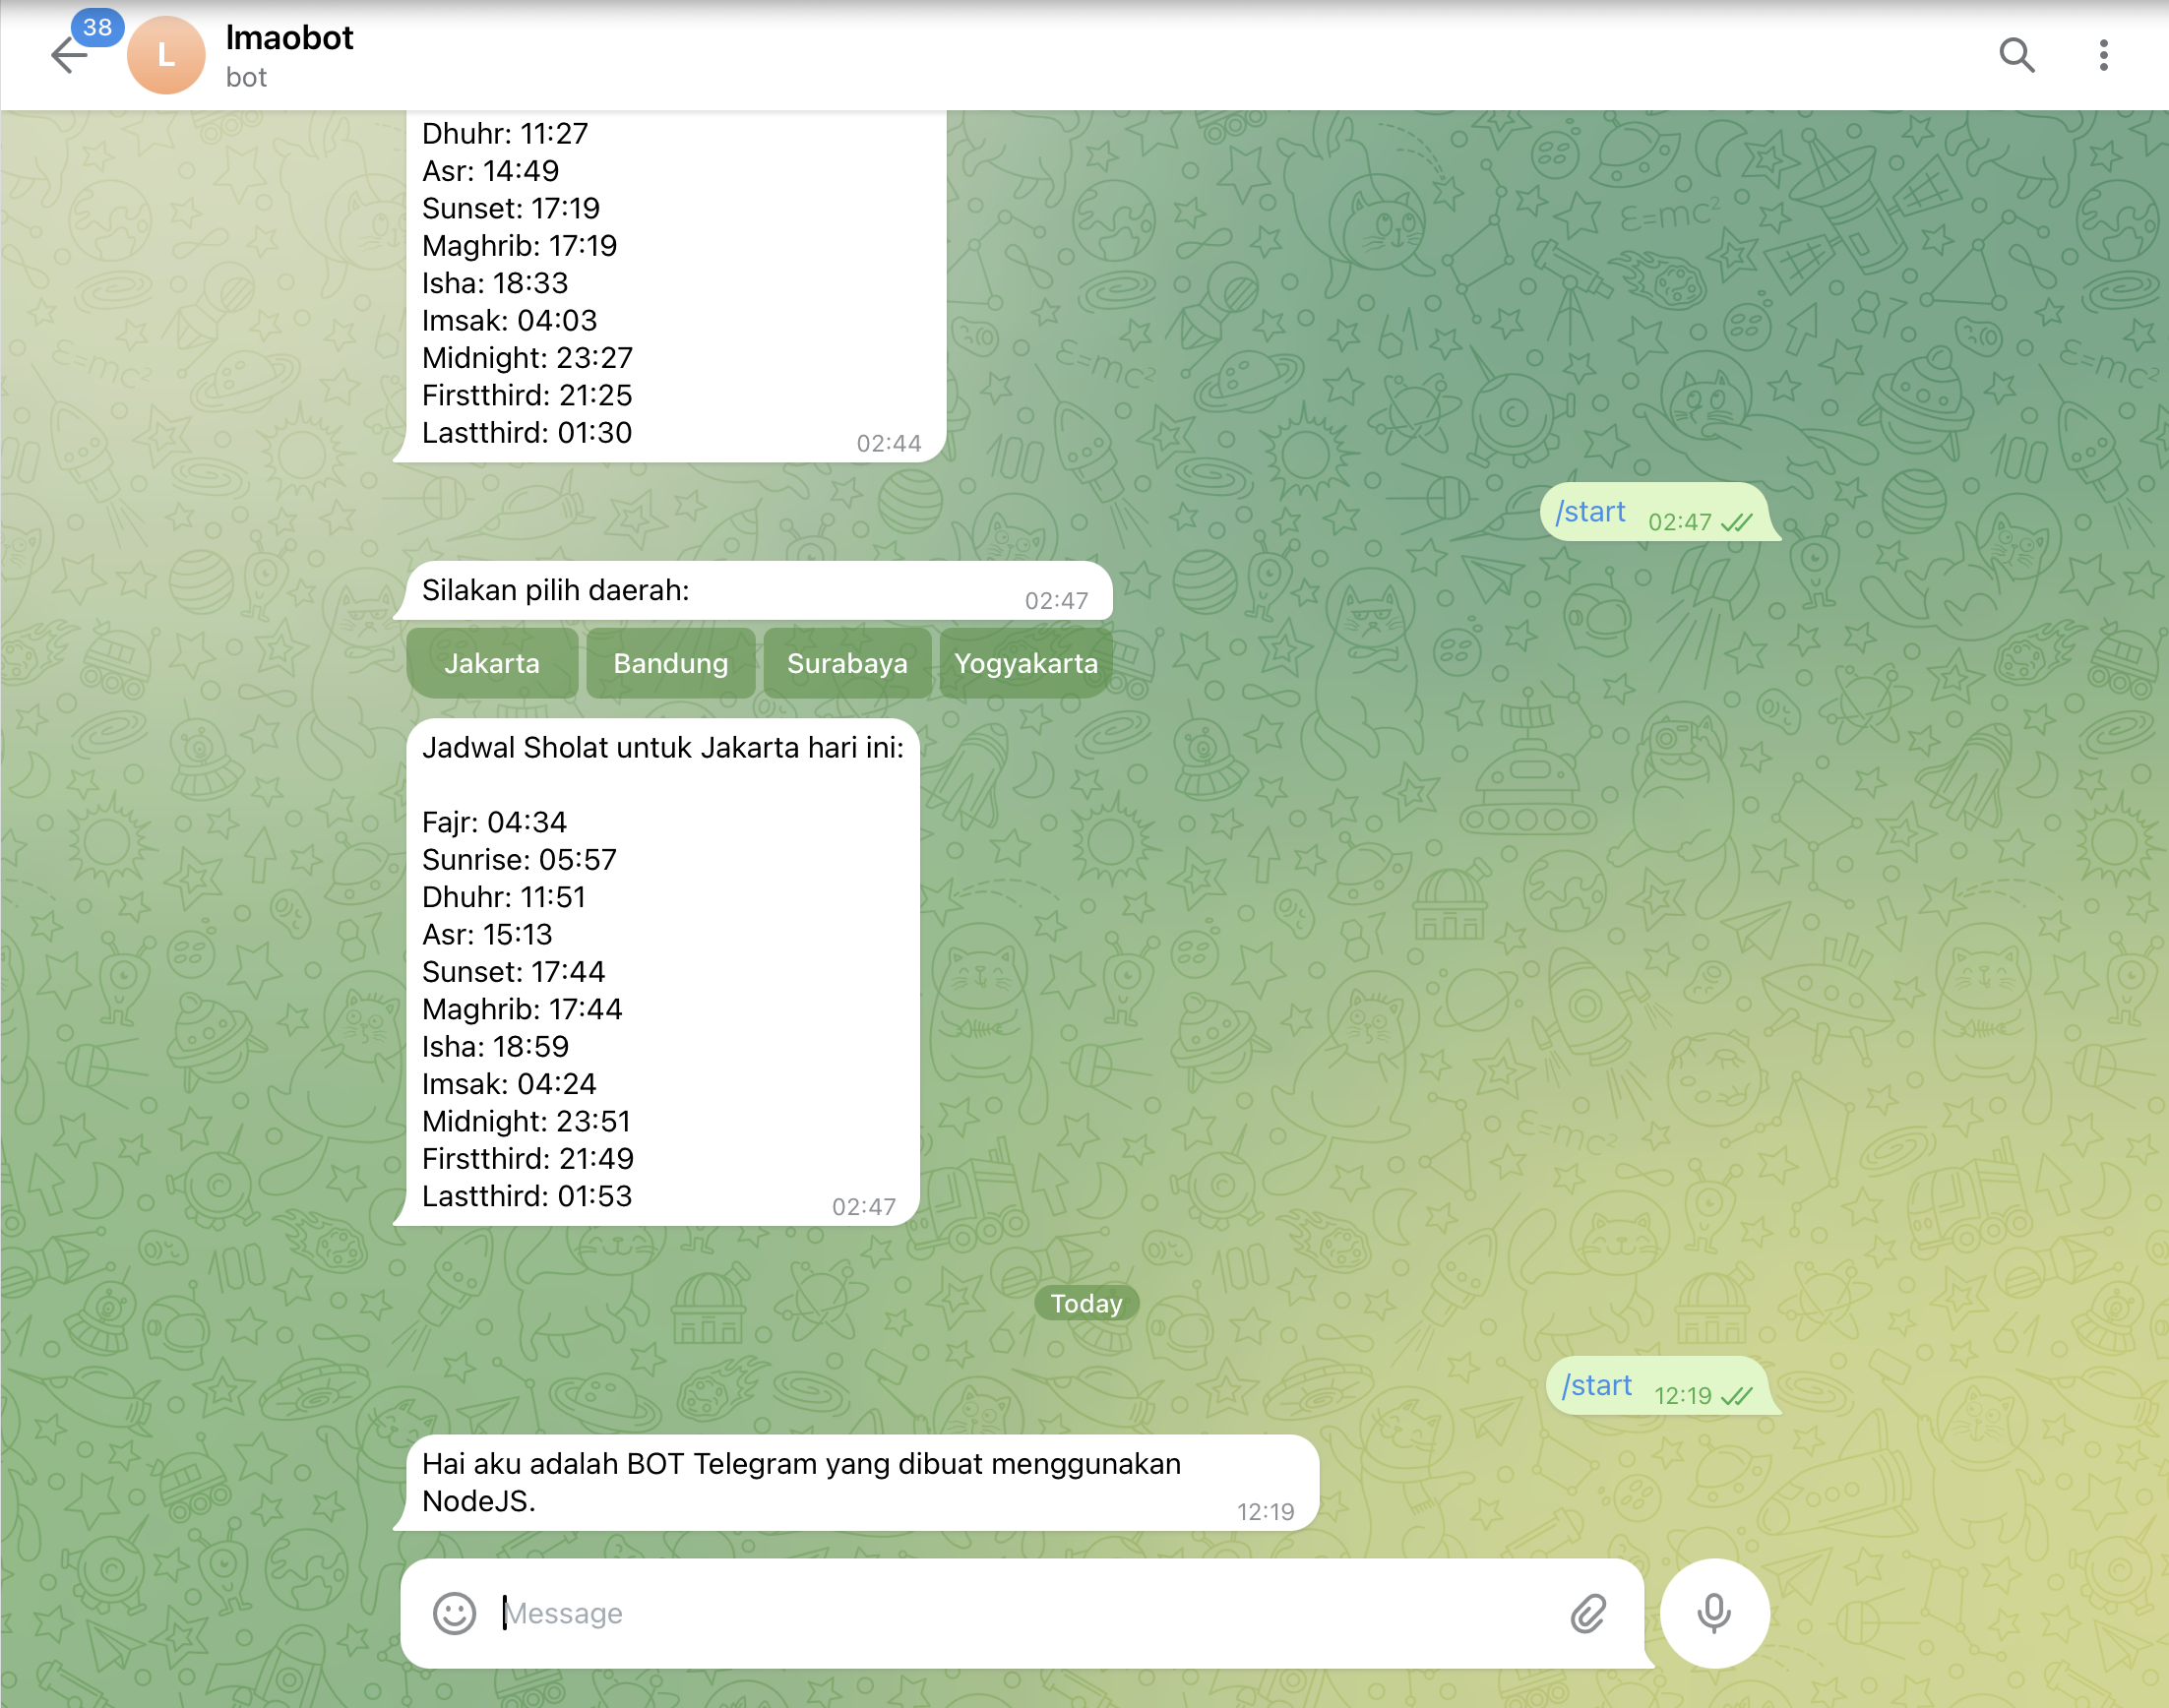 38
L
lmaobot
bot
Dhuhr: 11:27
Asr: 14:49
Sunset: 17:19
Maghrib: 17:19
Isha: 18:33
Imsak: 04:03
Midnight: 23:27
Firstthird: 21:25
Lastthird: 01:30
02:44
/start 02:47
Silakan pilih daerah:
02:47
Jakarta Bandung Surabaya Yogyakarta
Jadwal Sholat untuk Jakarta hari ini:
Fajr: 04:34
Sunrise: 05:57
Dhuhr: 11:51
Asr: 15:13
Sunset: 17:44
Maghrib: 17:44
Isha: 18:59
Imsak: 04:24
Midnight: 23:51
Firstthird: 21:49
Lastthird: 01:53
02:47
Today
/start 12:19
Hai aku adalah BOT Telegram yang dibuat menggunakan
NodeJS.
12:19
Message